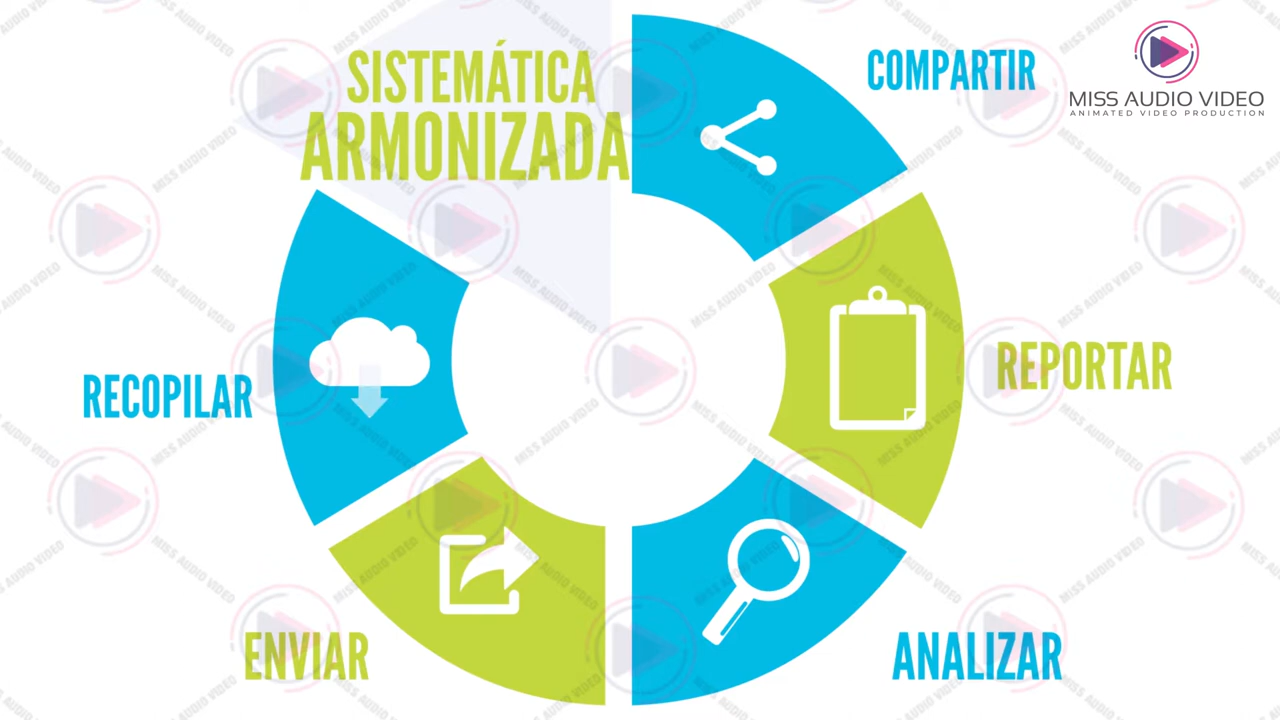 SISTEMÁTICA
ARMONIZADA
COMPARTIR
MISS AUDIO VIDEO
ANIMATED VIDEO PRODUCTION
REPORTAR
RECOPILAR
ENVIAR
ANALIZAR